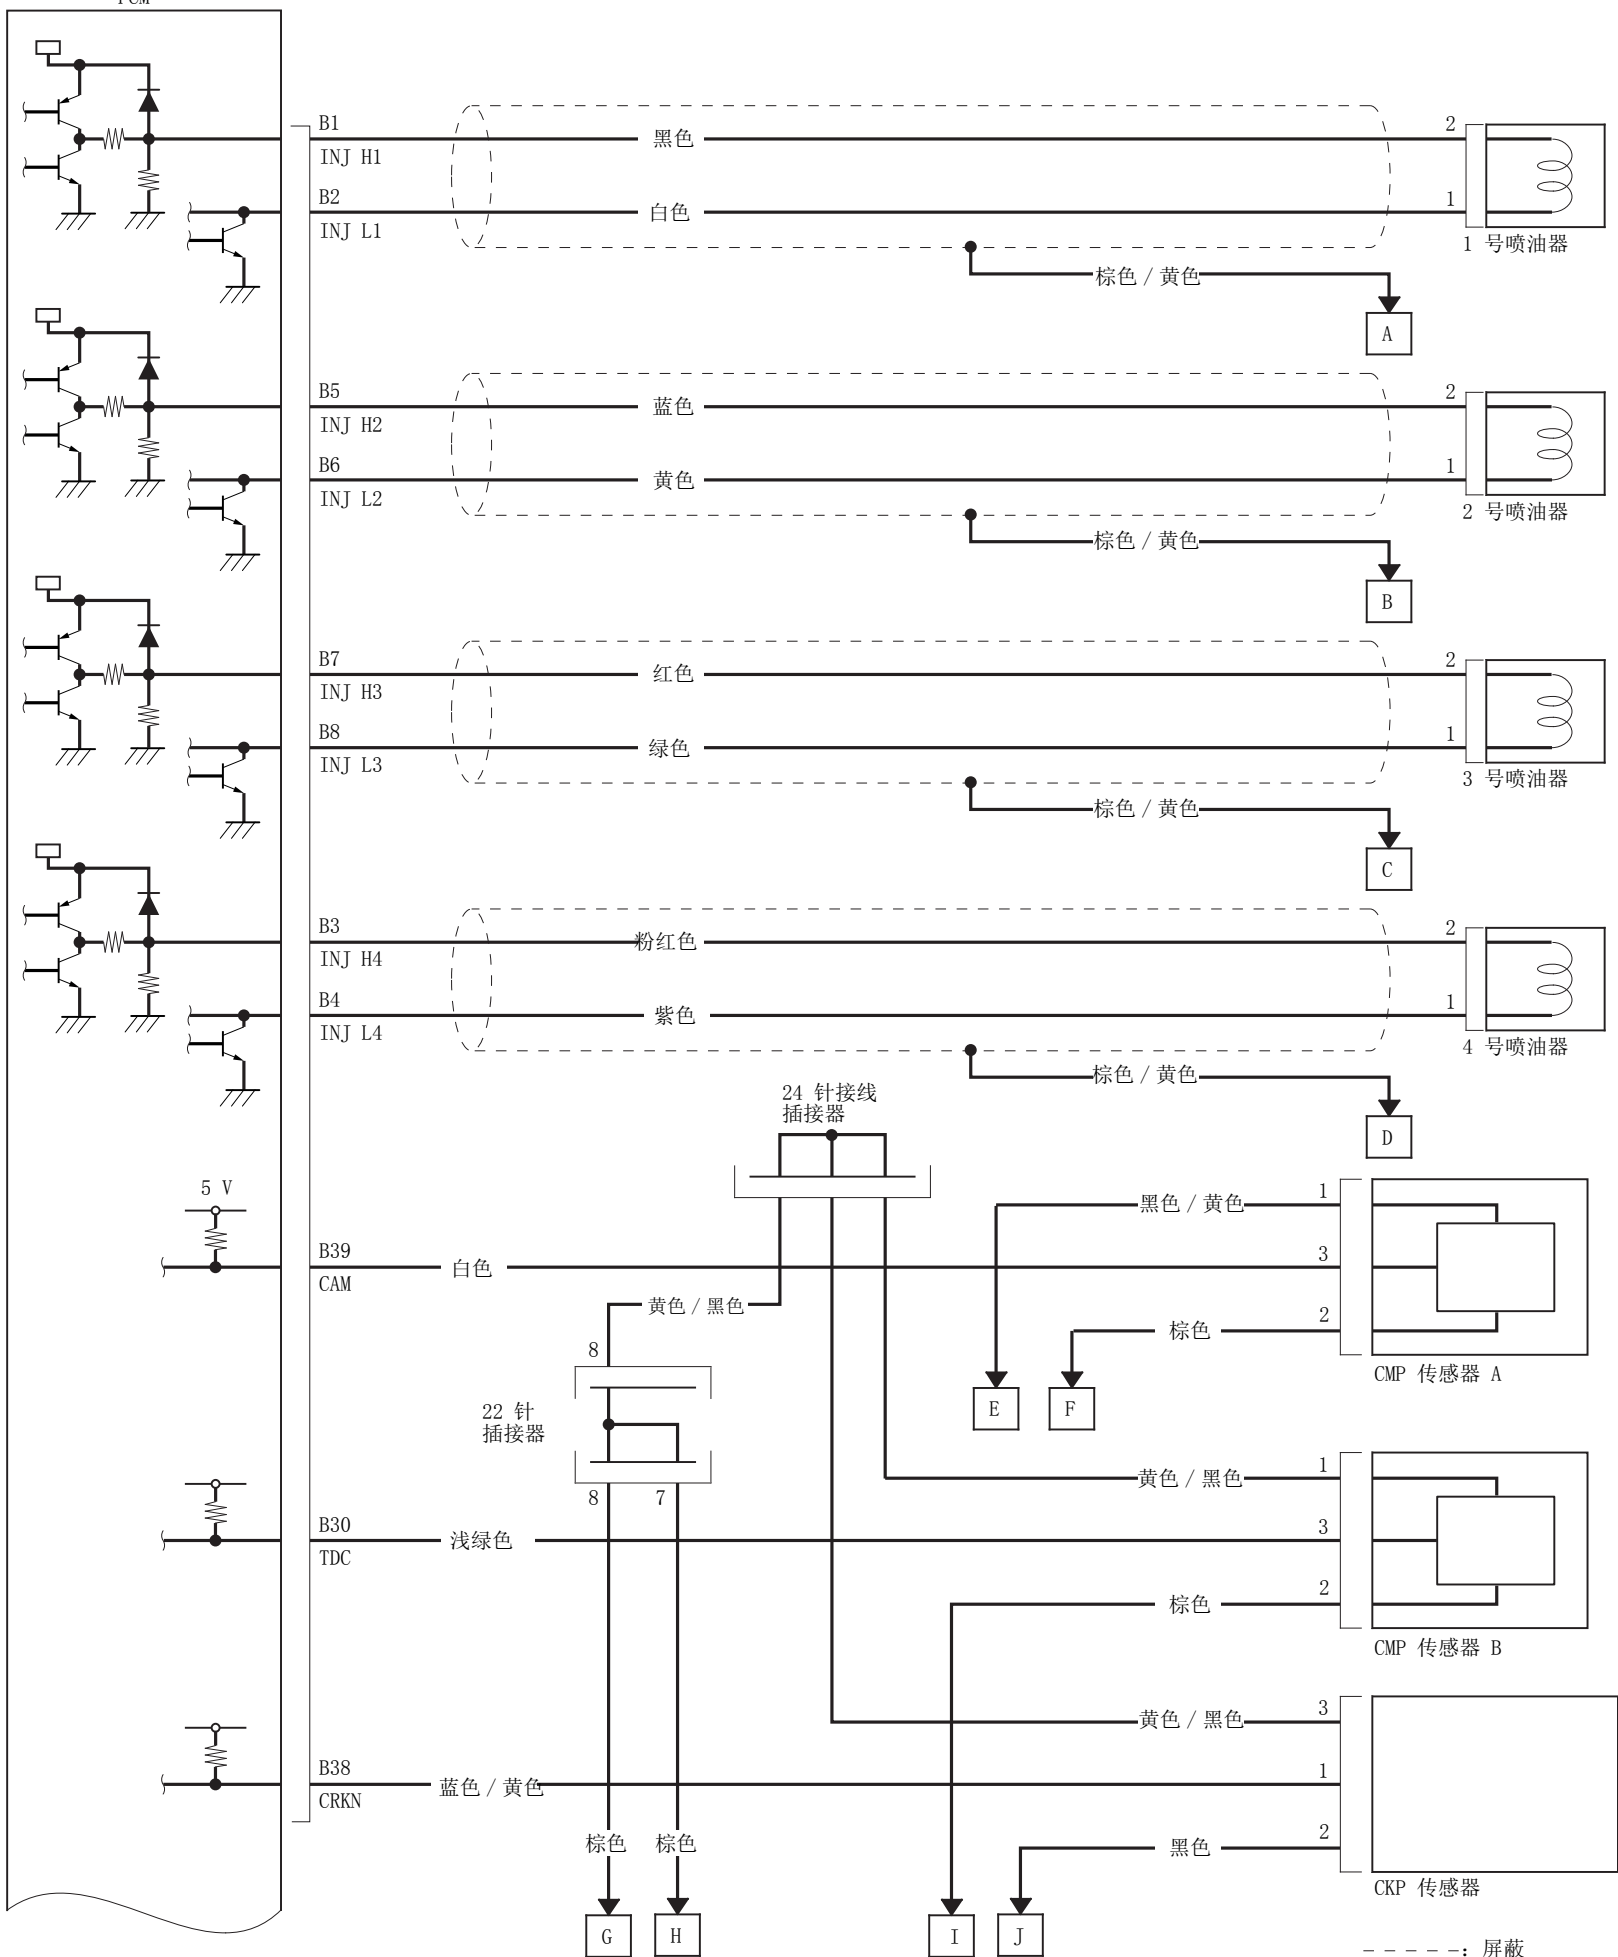 PCM
B1
黑色
2
INJ H1
B2
白色
1
INJ L1
1 号喷油器
棕色 / 黄色
A
B5
蓝色
2
INJ H2
B6
黄色
1
INJ L2
2 号喷油器
棕色 / 黄色
B
B7
红色
2
INJ H3
B8
绿色
1
INJ L3
3 号喷油器
棕色 / 黄色
C
B3
粉红色
2
INJ H4
B4
紫色
1
INJ L4
4 号喷油器
棕色 / 黄色
D
24 针接线
插接器
5 V
黑色 / 黄色
1
B39
白色
3
CAM
黄色 / 黑色
棕色
2
8
CMP 传感器 A
E
F
22 针
插接器
黄色 / 黑色
1
8
7
B30
浅绿色
3
TDC
棕色
2
CMP 传感器 B
黄色 / 黑色
3
B38
蓝色 / 黄色
1
CRKN
棕色
棕色
黑色
2
CKP 传感器
G
H
I
J
- - - - - -: 屏蔽